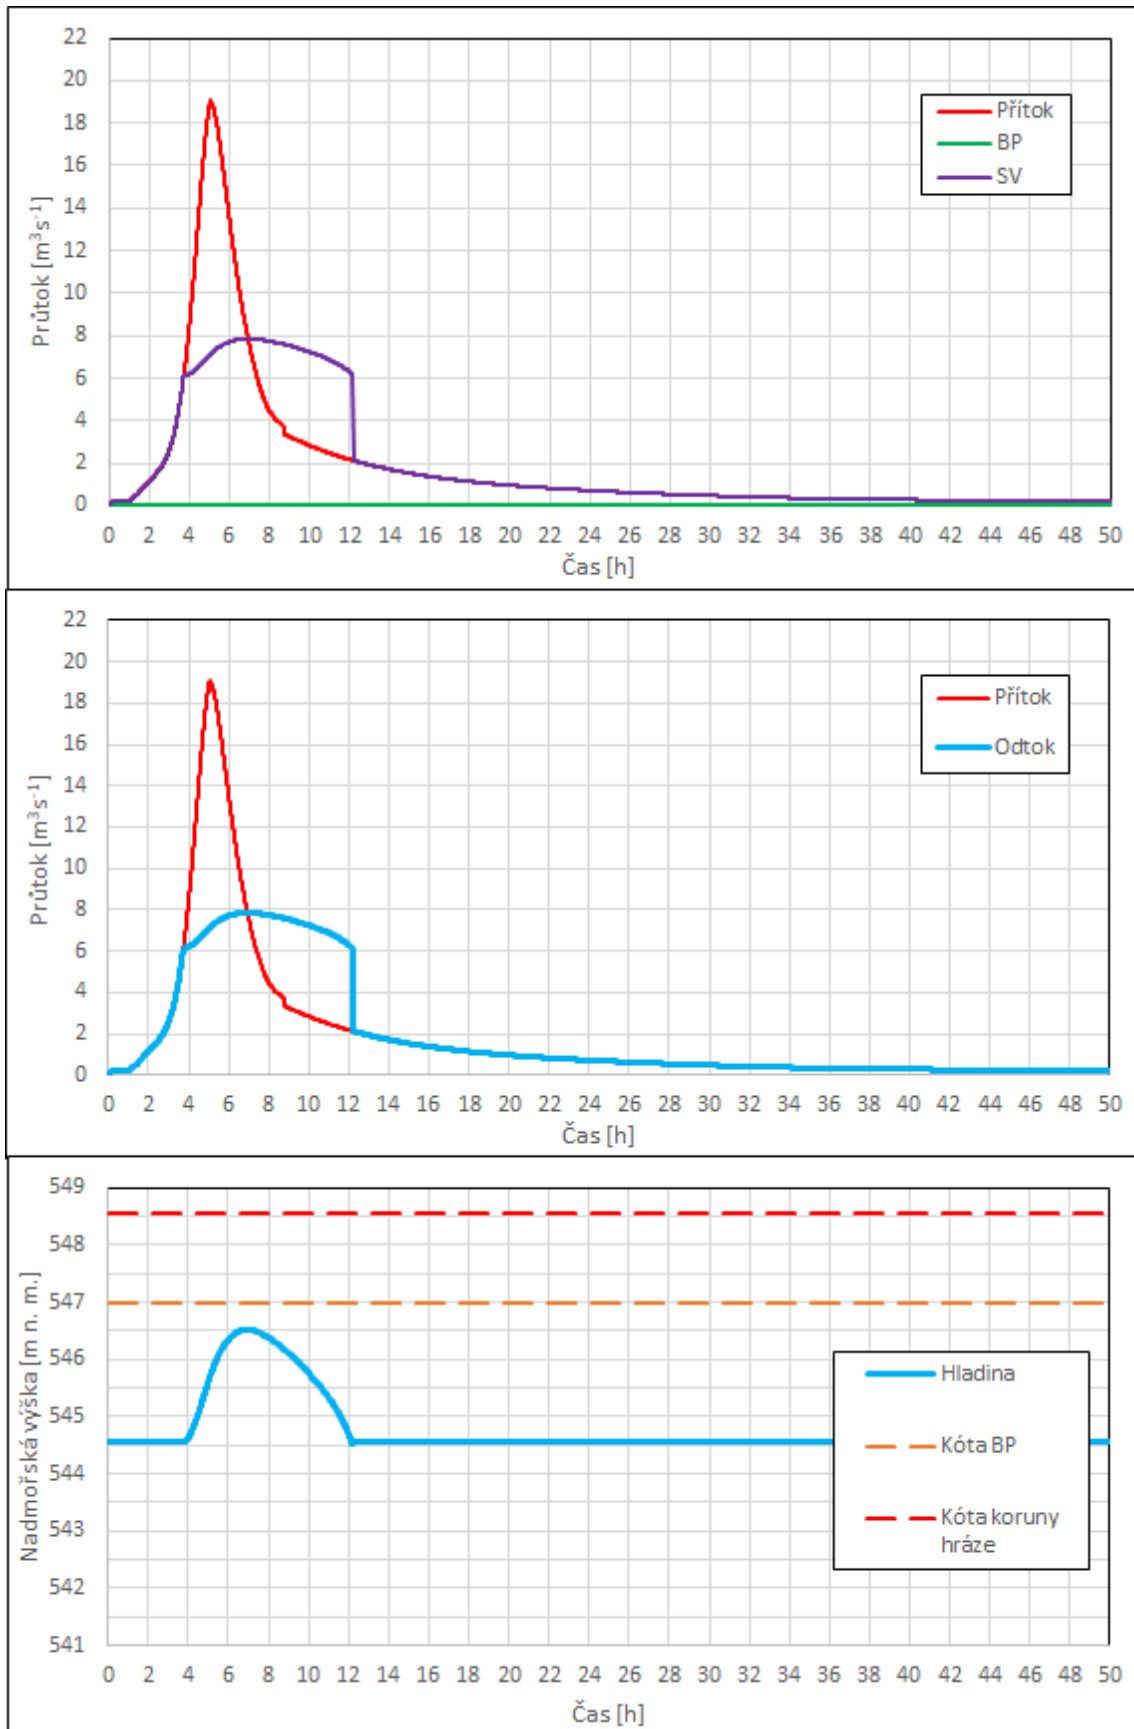 22
20
18
16
14
12
10
8
6
4
2
0
Průtok [m³s⁻¹]
Přítok
BP
SV
0 2 4 6 8 10 12 14 16 18 20 22 24 26 28 30 32 34 36 38 40 42 44 46 48 50
Čas [h]
22
20
18
16
14
12
10
8
6
4
2
0
Průtok [m³s⁻¹]
Přítok
Odtok
0 2 4 6 8 10 12 14 16 18 20 22 24 26 28 30 32 34 36 38 40 42 44 46 48 50
Čas [h]
549
548
547
546
545
544
543
542
541
Nadmořská výška [m n. m.]
Hladina
Kóta BP
Kóta koruny
hráze
0 2 4 6 8 10 12 14 16 18 20 22 24 26 28 30 32 34 36 38 40 42 44 46 48 50
Čas [h]